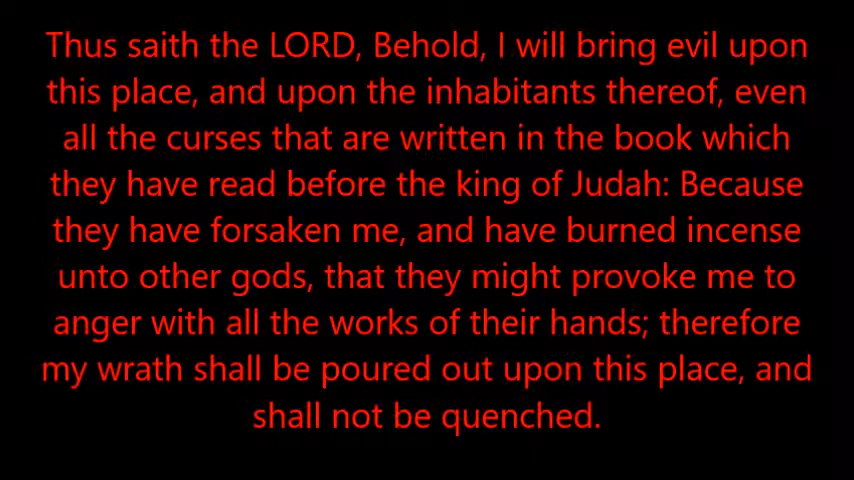 Thus saith the LORD, Behold, I will bring evil upon
this place, and upon the inhabitants thereof, even
all the curses that are written in the book which
they have read before the king of Judah: Because
they have forsaken me, and have burned incense
unto other gods, that they might provoke me to
anger with all the works of their hands; therefore
my wrath shall be poured out upon this place, and
shall not be quenched.